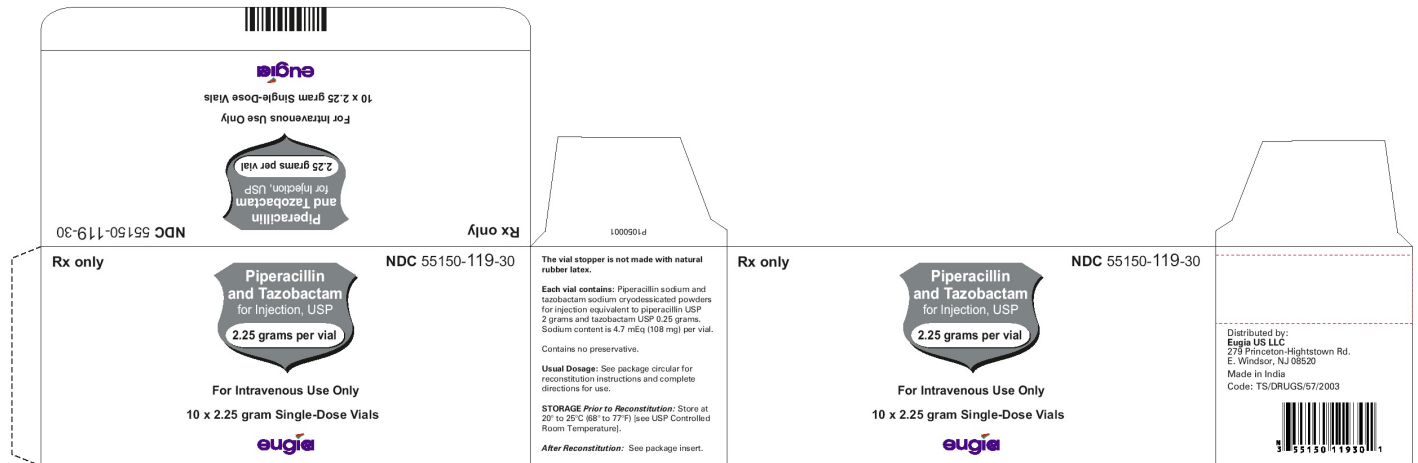 eugia
10 x 2.25 gram Single-Dose Vials
For Intravenous Use Only
2.25 grams per vial
for Injection, USP
and Tazobactam
Piperacillin
NDC 55150-119-30
Rx only
P1050001
Rx only
NDC 55150-119-30
Piperacillin
and Tazobactam
for Injection, USP
2.25 grams per vial
For Intravenous Use Only
10 x 2.25 gram Single-Dose Vials
eugia
The vial stopper is not made with natural
rubber latex.
Each vial contains: Piperacillin sodium and
tazobactam sodium cryodessicated powders
for injection equivalent to piperacillin USP
2 grams and tazobactam USP 0.25 grams.
Sodium content is 4.7 mEq (108 mg) per vial.
Contains no preservative.
Usual Dosage: See package circular for
reconstitution instructions and complete
directions for use.
STORAGE Prior to Reconstitution: Store at
20° to 25°C (68° to 77°F) [see USP Controlled
Room Temperature].
After Reconstitution: See package insert.
Rx only
NDC 55150-119-30
Piperacillin
and Tazobactam
for Injection, USP
2.25 grams per vial
For Intravenous Use Only
10 x 2.25 gram Single-Dose Vials
eugia
Distributed by:
Eugia US LLC
279 Princeton-Hightstown Rd.
E. Windsor, NJ 08520
Made in India
Code: TS/DRUGS/57/2003
N
3 55150 11930 1